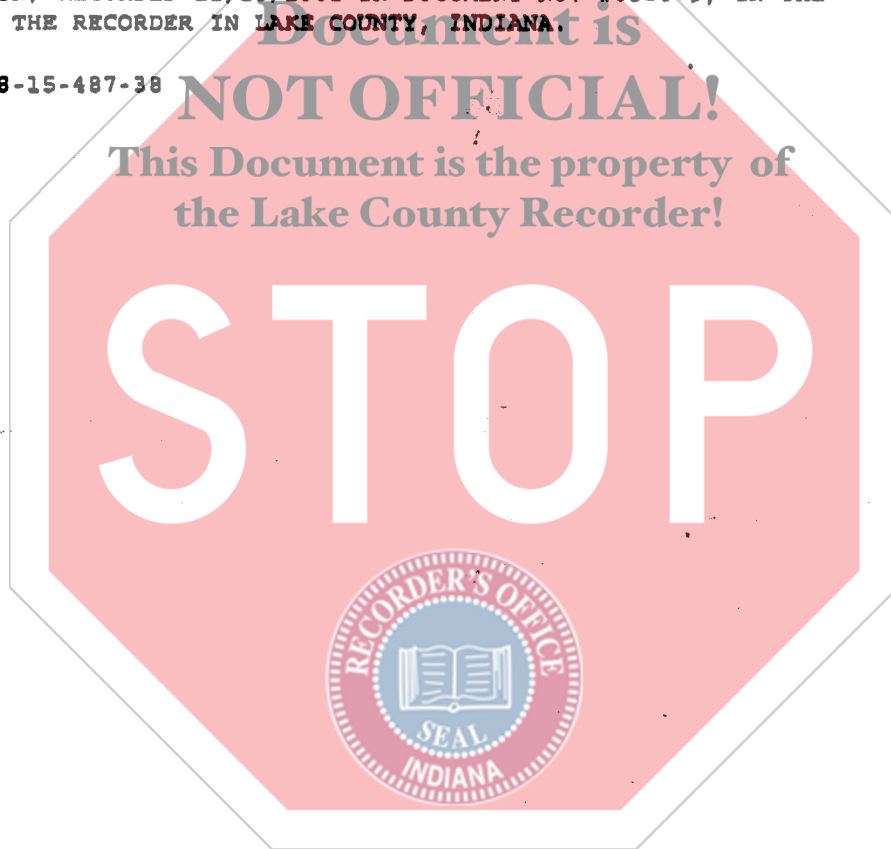 THE RECORDER IN LAKE COUNTY, INDIANA.
Document is
8-15-487-38
NOT OFFICIAL!
This Document is the property of
the Lake County Recorder!
STOP
RECORDER'S OFFICE
SEAL
INDIANA